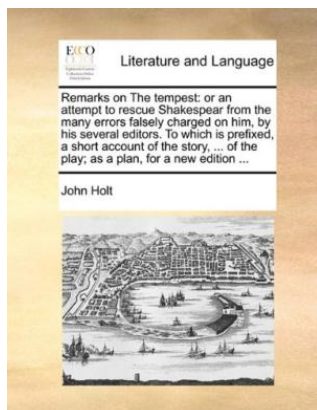 ECCO
Literature and Language
Remarks on The tempest: or an
attempt to rescue Shakespear from the
many errors falsely charged on him, by
his several editors. To which is prefixed,
a short account of the story, ... of the
play; as a plan, for a new edition ...
John Holt